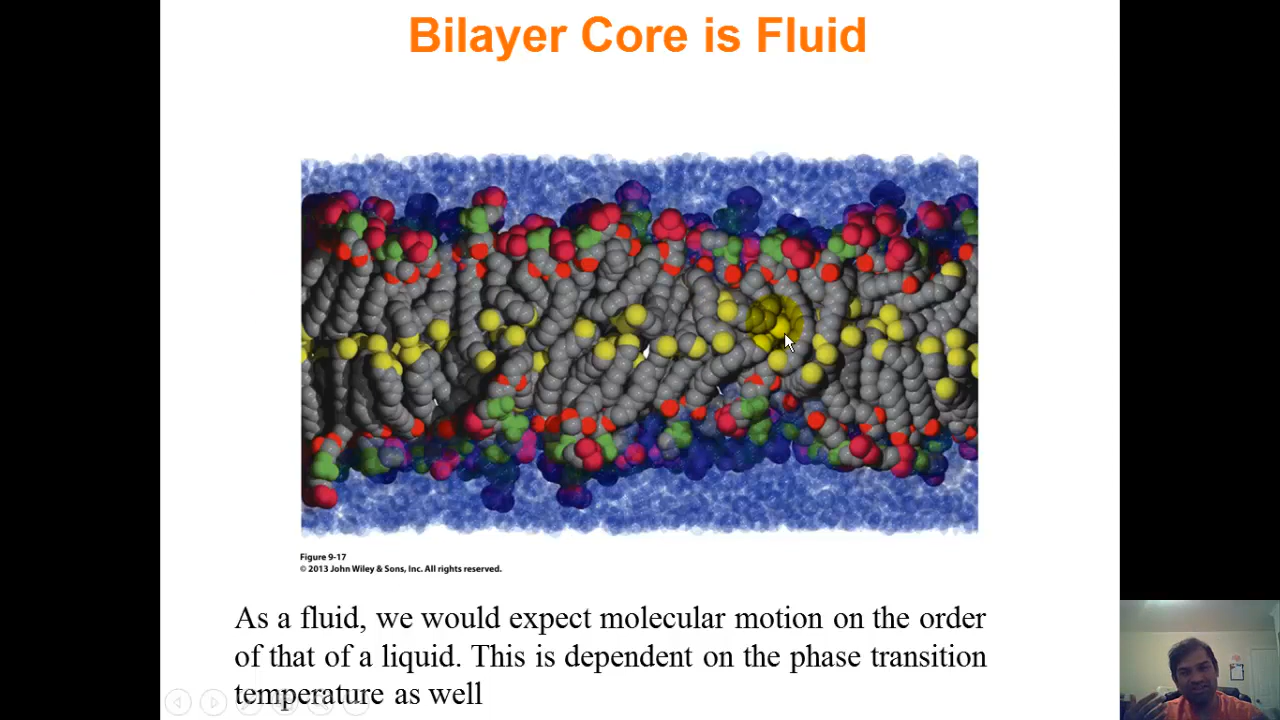 Bilayer Core is Fluid
Figure 9-17
© 2013 John Wiley & Sons, Inc. All rights reserved.
As a fluid, we would expect molecular motion on the order
of that of a liquid. This is dependent on the phase transition
temperature as well